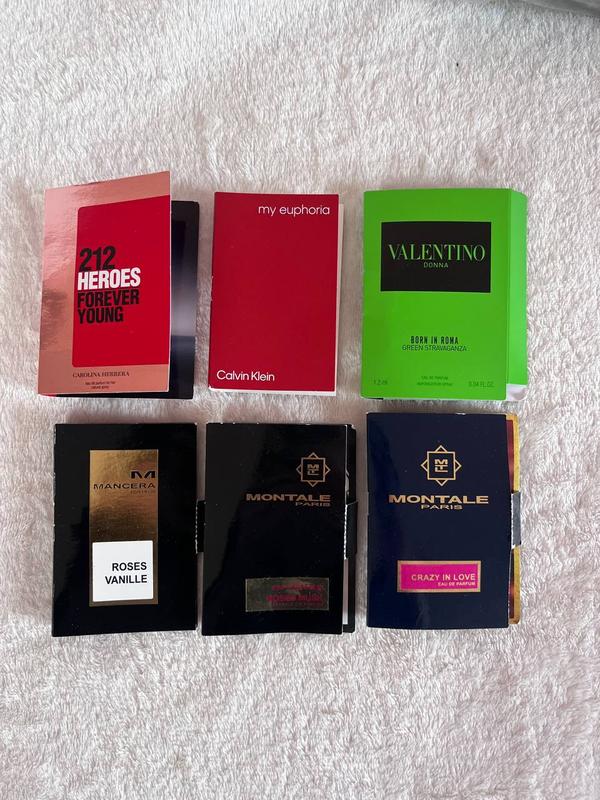 212
HEROES
FOREVER
YOUNG
CAROLINA HERRERA
my euphoria
Calvin Klein
VALENTINO
DONNA
BORN IN ROMA
GREEN STRAVAGANZA
EAU DE PARFUM
1.2 ml
0.04 FL.OZ.
MANCERA
ROSES
VANILLE
MONTALE
PARIS
ROSES MUSK
MONTALE
PARIS
CRAZY IN LOVE
EAU DE PARFUM